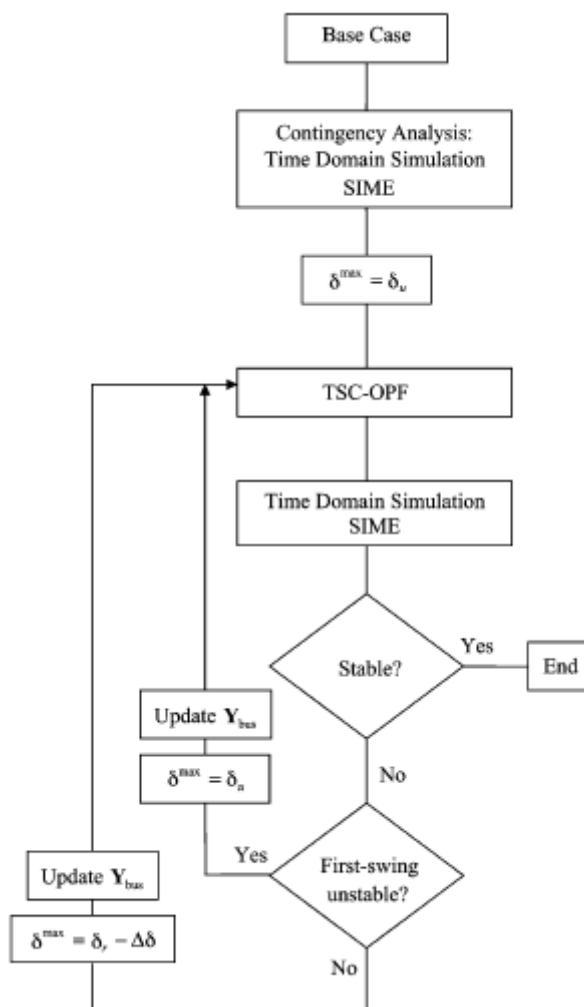 Base Case
Contingency Analysis:
Time Domain Simulation
SIME
δ^max = δ_u
TSC-OPF
Time Domain Simulation
SIME
Stable?
Yes
End
No
Update Y_bus
δ^max = δ_u
First-swing
unstable?
Yes
No
Update Y_bus
δ^max = δ_r − Δδ